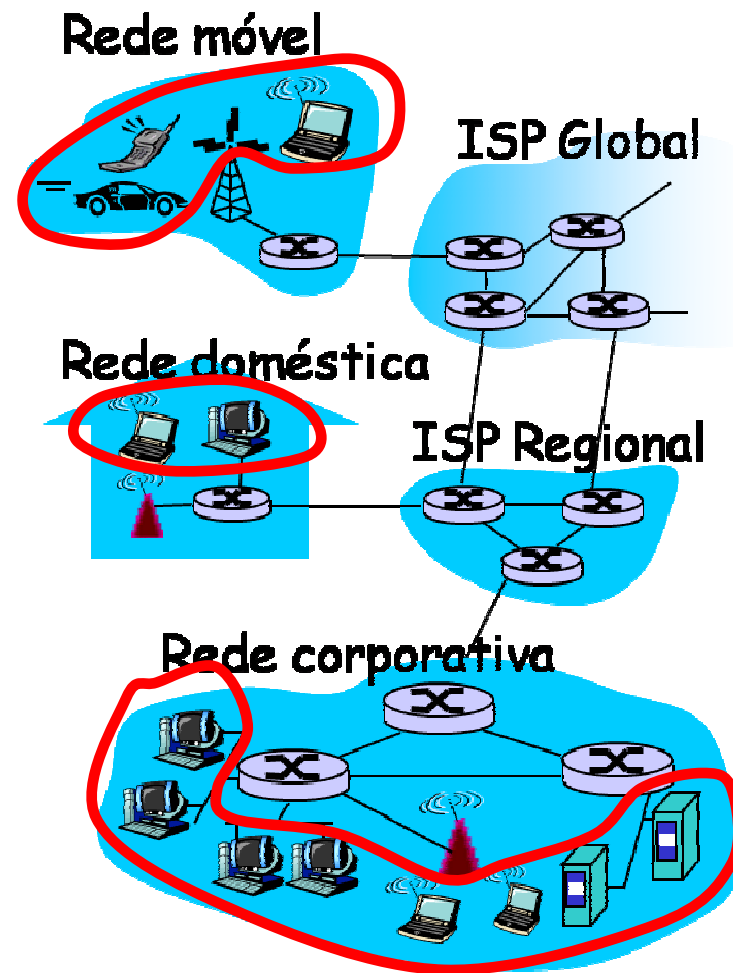 Rede móvel
ISP Global
Rede doméstica
ISP Regional
Rede corporativa